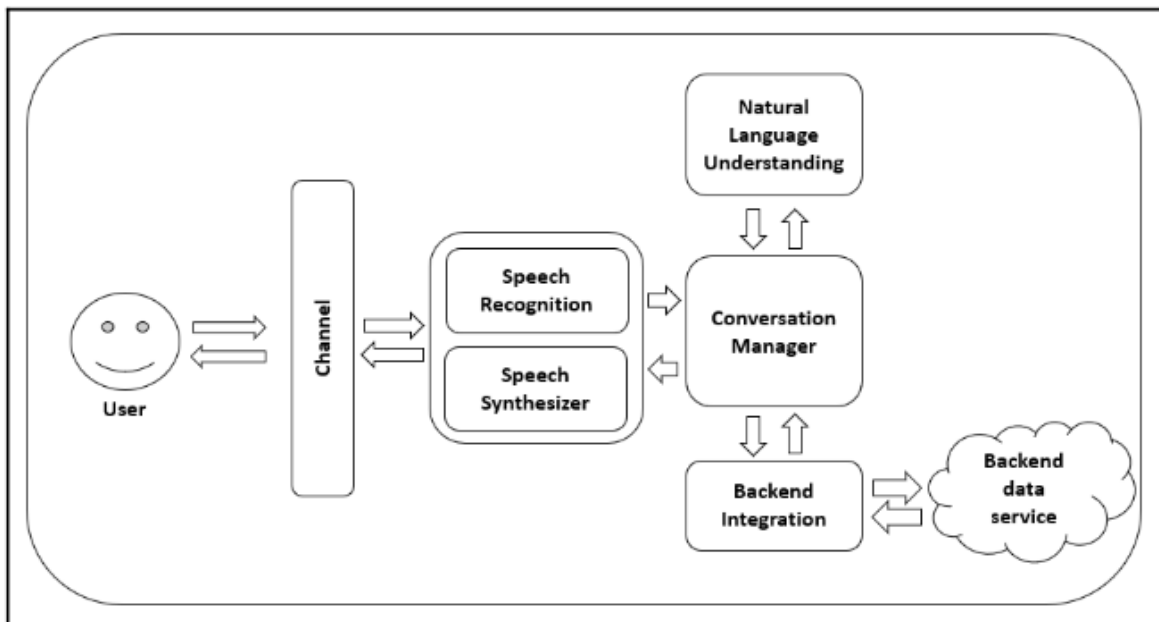 User
Channel
Speech
Recognition
Speech
Synthesizer
Natural
Language
Understanding
Conversation
Manager
Backend
Integration
Backend
data
service